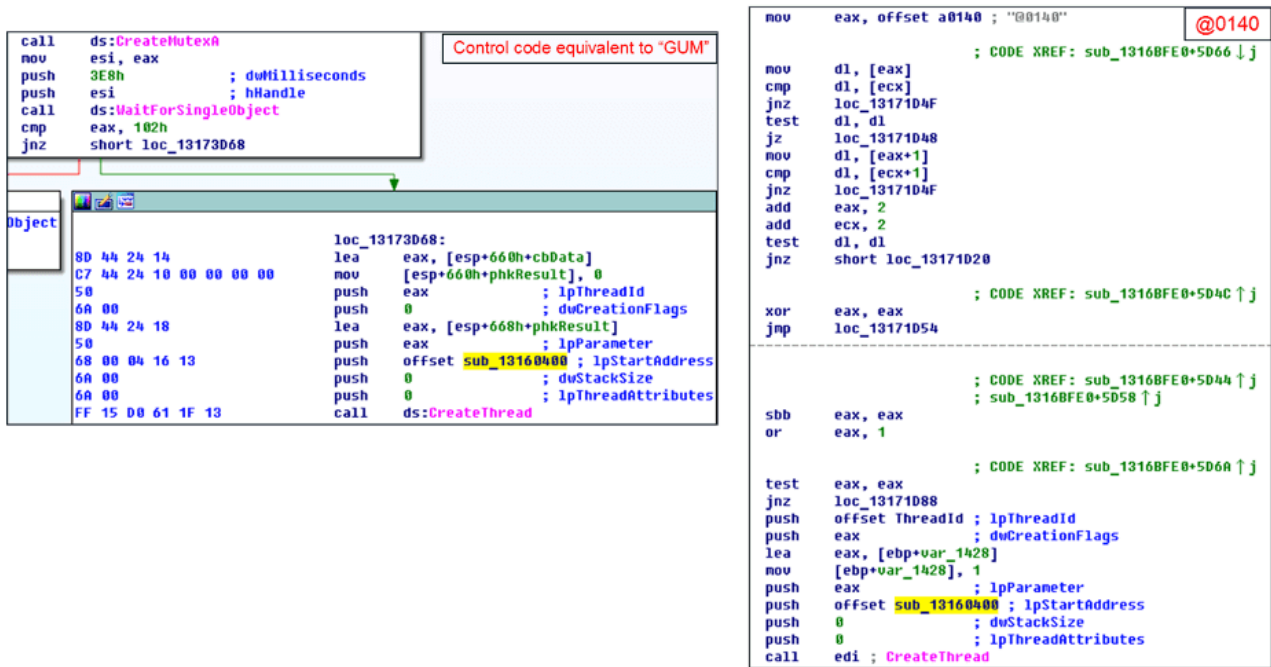 call ds:CreateMutexA
mov esi, eax
push 3E8h ; dwMilliseconds
push esi ; hHandle
call ds:WaitForSingleObject
cmp eax, 102h
jnz short loc_13173D68
Control code equivalent to “GUM”
Object
loc_13173D68:
8D 44 24 14 lea eax, [esp+660h+cbData]
C7 44 24 10 00 00 00 00 mov [esp+660h+phkResult], 0
50 push eax ; lpThreadId
6A 00 push 0 ; dwCreationFlags
8D 44 24 18 lea eax, [esp+668h+phkResult]
50 push eax ; lpParameter
68 00 04 16 13 push offset sub_13160400 ; lpStartAddress
6A 00 push 0 ; dwStackSize
6A 00 push 0 ; lpThreadAttributes
FF 15 D0 61 1F 13 call ds:CreateThread
mov eax, offset a0140 ; "@0140"
@0140
; CODE XREF: sub_1316BFE0+5D66↓j
mov dl, [eax]
cmp dl, [ecx]
jnz loc_13171D4F
test dl, dl
jz loc_13171D48
mov dl, [eax+1]
cmp dl, [ecx+1]
jnz loc_13171D4F
add eax, 2
add ecx, 2
test dl, dl
jnz short loc_13171D20
; CODE XREF: sub_1316BFE0+5D4C↑j
xor eax, eax
jmp loc_13171D54
; CODE XREF: sub_1316BFE0+5D44↑j
; sub_1316BFE0+5D58↑j
sbb eax, eax
or eax, 1
; CODE XREF: sub_1316BFE0+5D6A↑j
test eax, eax
jnz loc_13171D88
push offset ThreadId ; lpThreadId
push eax ; dwCreationFlags
lea eax, [ebp+var_1428]
mov [ebp+var_1428], 1
push eax ; lpParameter
push offset sub_13160400 ; lpStartAddress
push 0 ; dwStackSize
push 0 ; lpThreadAttributes
call edi ; CreateThread